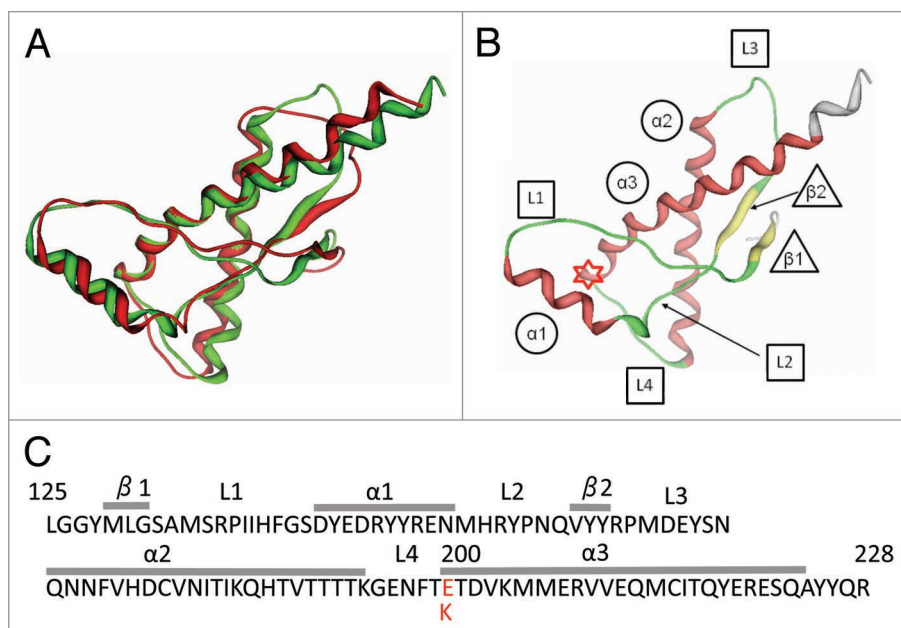 A
B
L3
α2
α3
β2
L1
β1
α1
L2
L4
C
β1 α1 β2
125 L1 L2 L3
LGGYMLGSAMSRPIIHFGSDYEDRYYRENMHRYPNQVYYRPMDEYSN
α2 L4 200 α3 228
QNNFVHDCVNITIKQHTVTTTTKGENFTETDVKMMERVVEQMCITQYERESQAYYQR
K